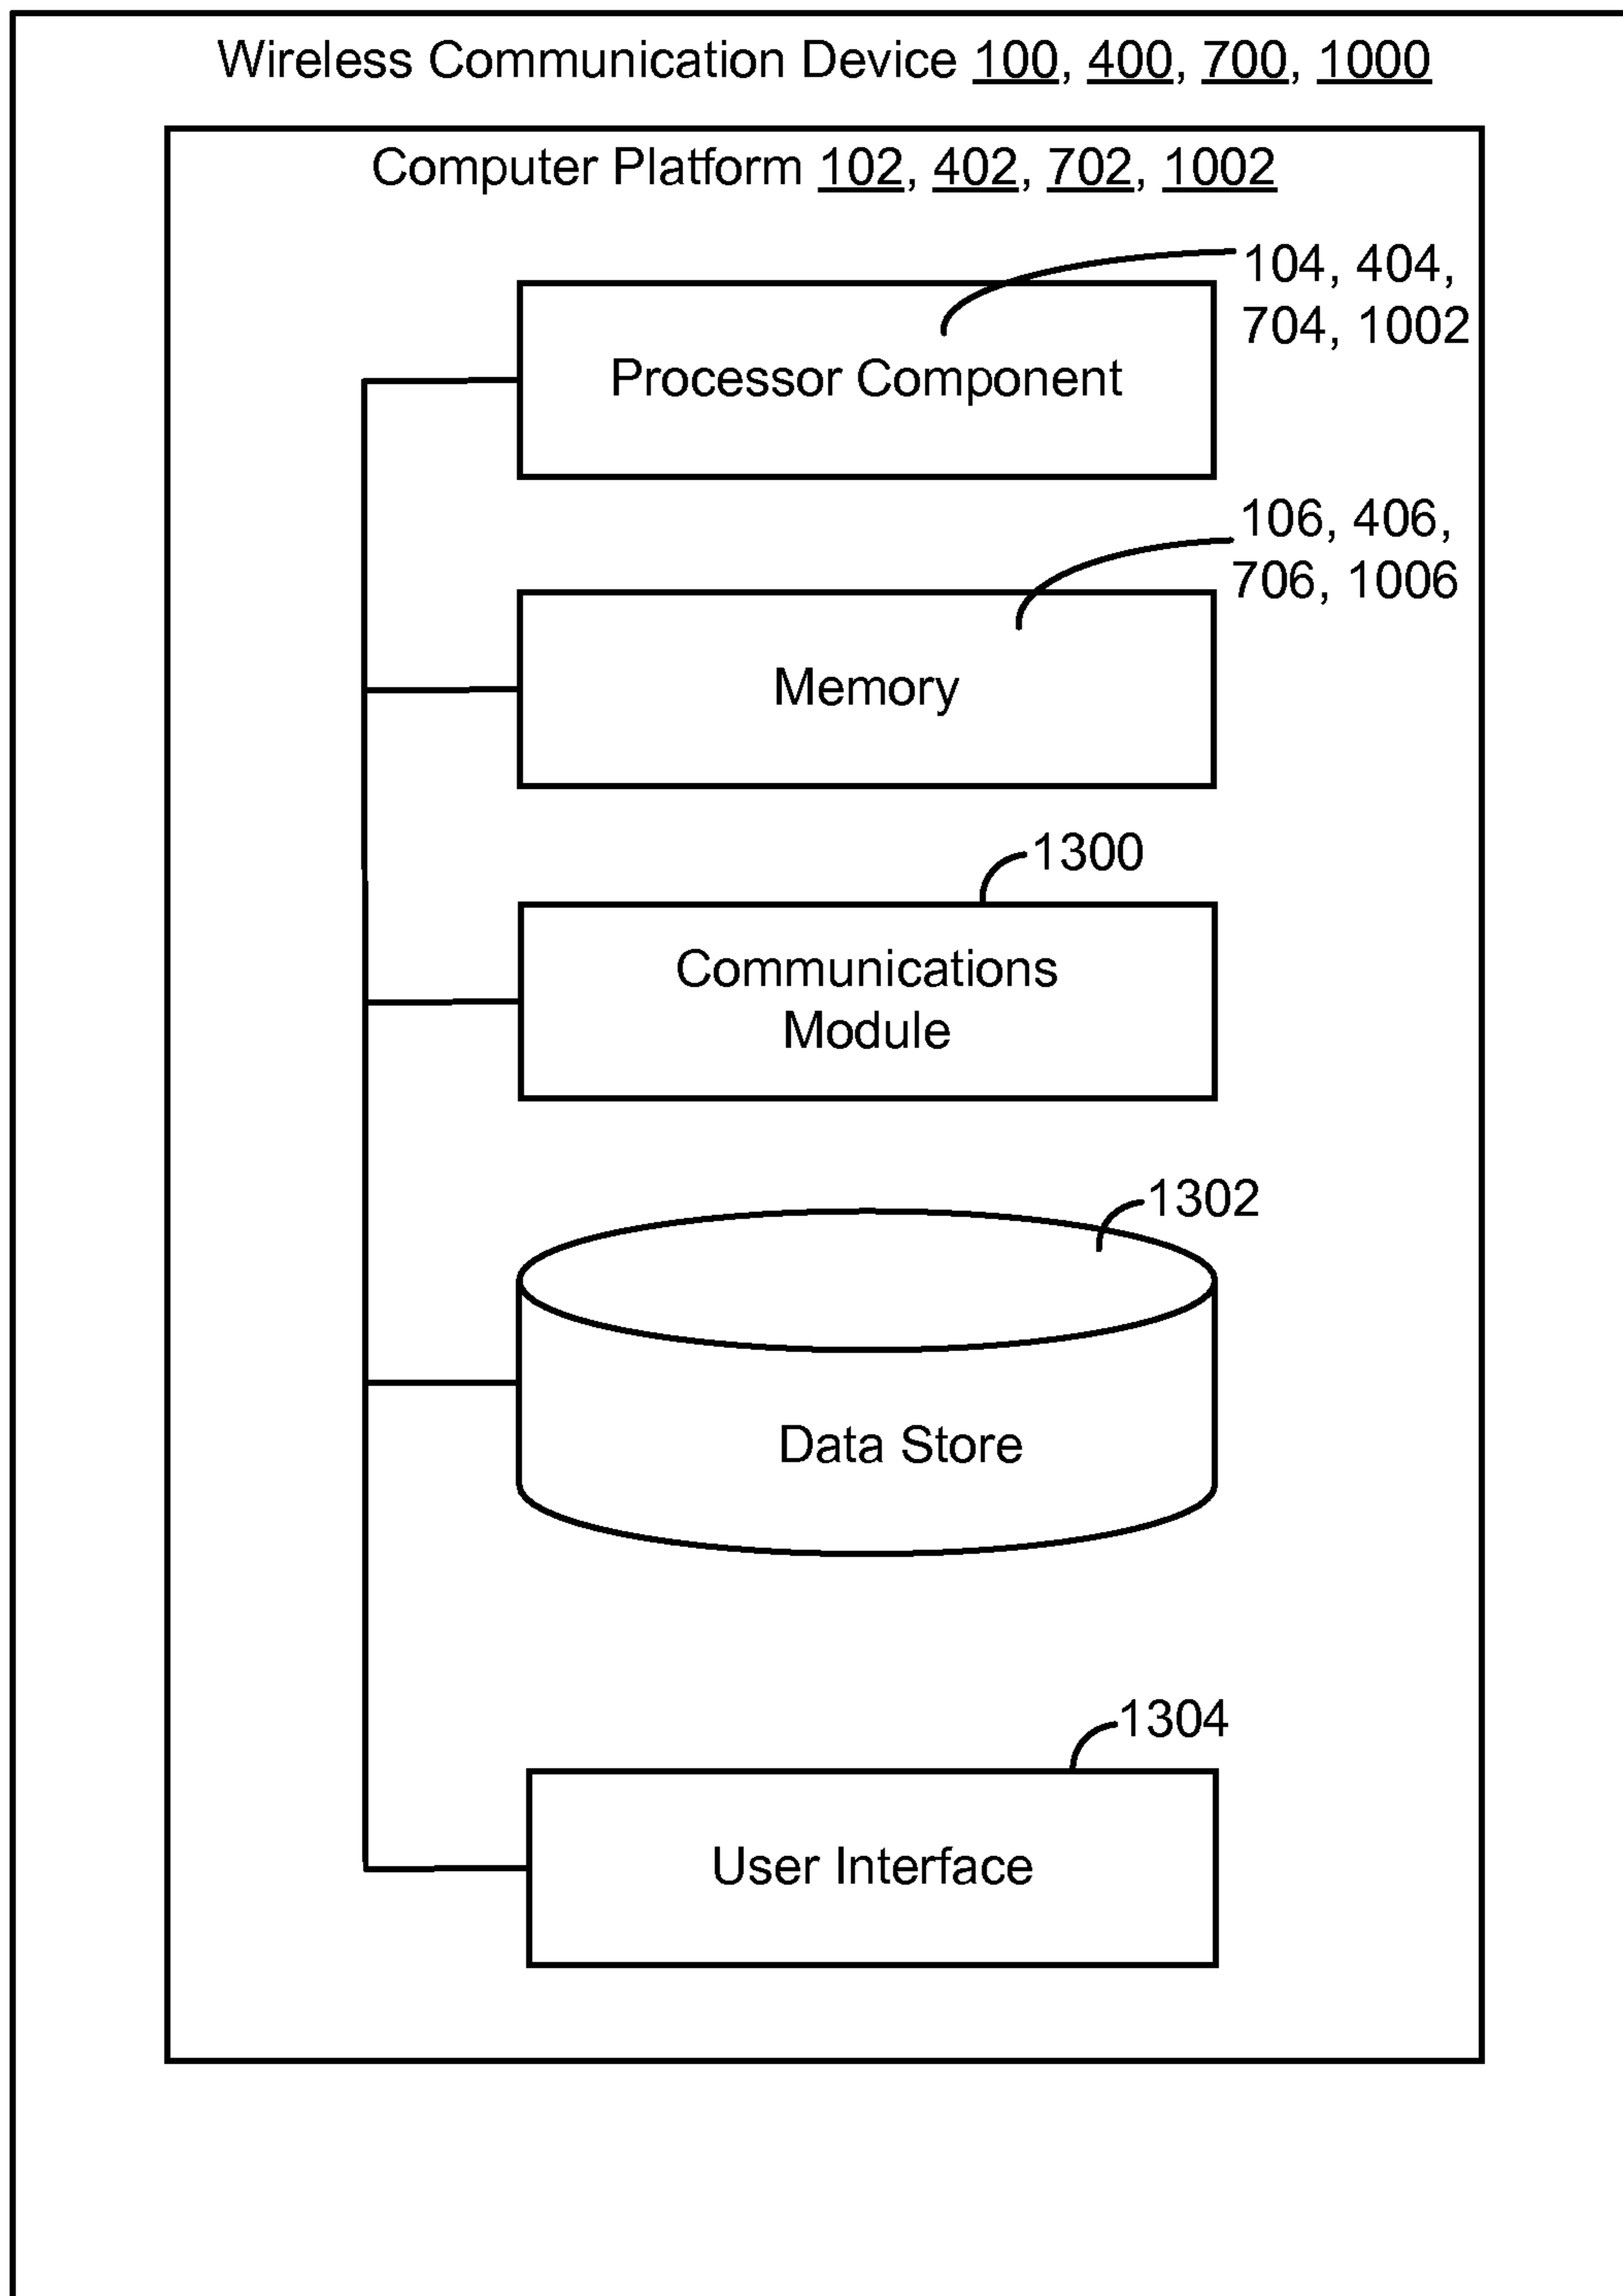 Wireless Communication Device 100, 400, 700, 1000
Computer Platform 102, 402, 702, 1002
104, 404,
704, 1002
Processor Component
106, 406,
706, 1006
Memory
1300
Communications
Module
1302
Data Store
1304
User Interface